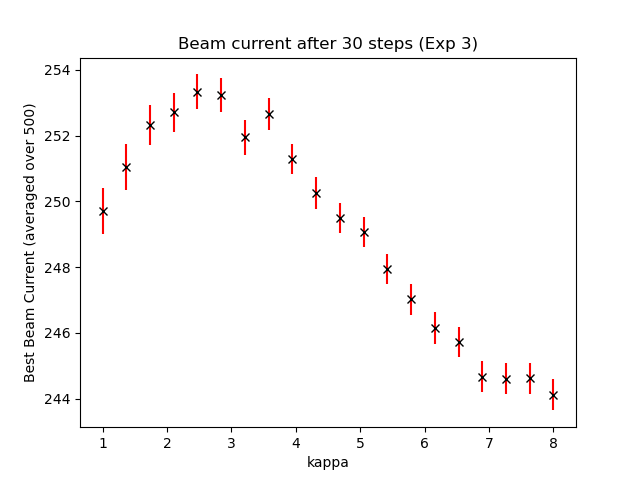 Beam current after 30 steps (Exp 3)
Best Beam Current (averaged over 500)
254
252
250
248
246
244
1 2 3 4 5 6 7 8
kappa